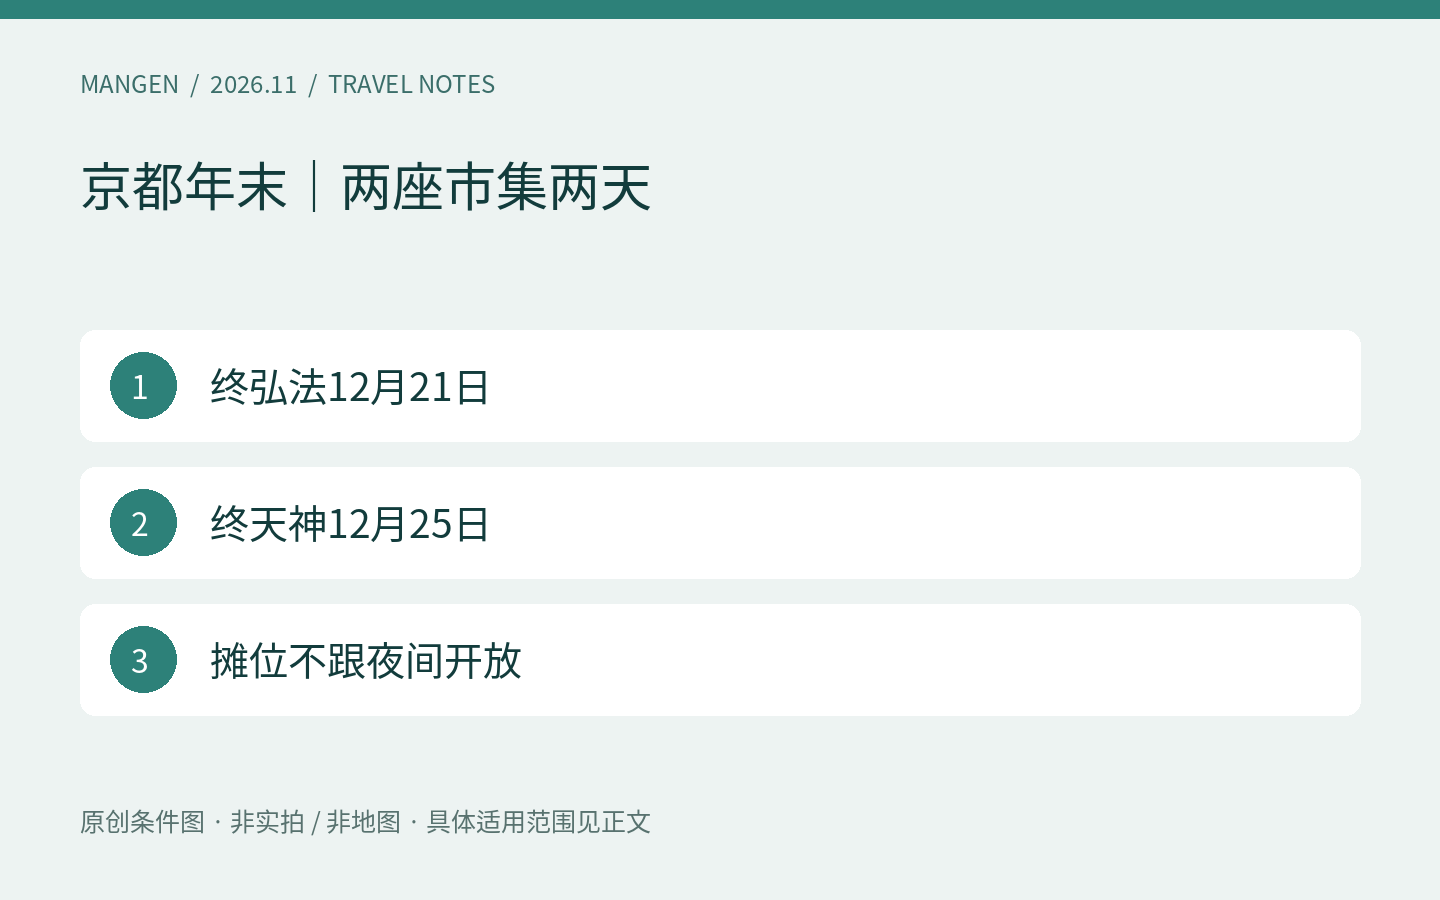 MANGEN / 2026.11 / TRAVEL NOTES
京都年末｜两座市集两天
1 终弘法12月21日
2 终天神12月25日
3 摊位不跟夜间开放
原创条件图 · 非实拍 / 非地图 · 具体适用范围见正文